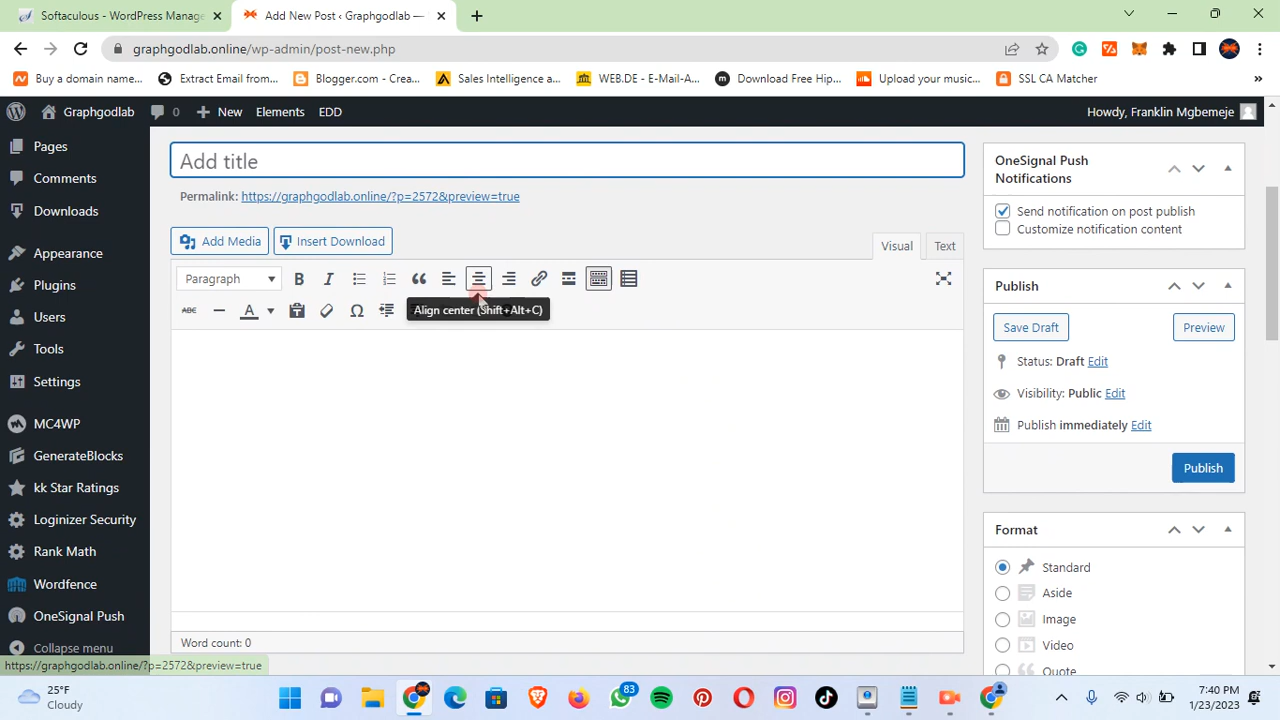 Softaculous - WordPress Manage
Add New Post ‹ Graphgodlab —
graphgodlab.online/wp-admin/post-new.php
Buy a domain name...
Extract Email from...
Blogger.com - Crea...
Sales Intelligence a...
WEB.DE - E-Mail-A...
Download Free Hip...
Upload your music...
SSL CA Matcher
»
Graphgodlab
0
New
Elements
EDD
Howdy, Franklin Mgbemeje
Pages
Comments
Downloads
Appearance
Plugins
Users
Tools
Settings
MC4WP
GenerateBlocks
kk Star Ratings
Loginizer Security
Rank Math
Wordfence
OneSignal Push
Collapse menu
Add title
Permalink: https://graphgodlab.online/?p=2572&preview=true
Add Media
Insert Download
Visual
Text
Paragraph
B
I
ABC
A
Ω
Align center (Shift+Alt+C)
Word count: 0
OneSignal Push
Notifications
Send notification on post publish
Customize notification content
Publish
Save Draft
Preview
Status: Draft Edit
Visibility: Public Edit
Publish immediately Edit
Publish
Format
Standard
Aside
Image
Video
Quote
https://graphgodlab.online/?p=2572&preview=true
25°F
Cloudy
83
7:40 PM
1/23/2023